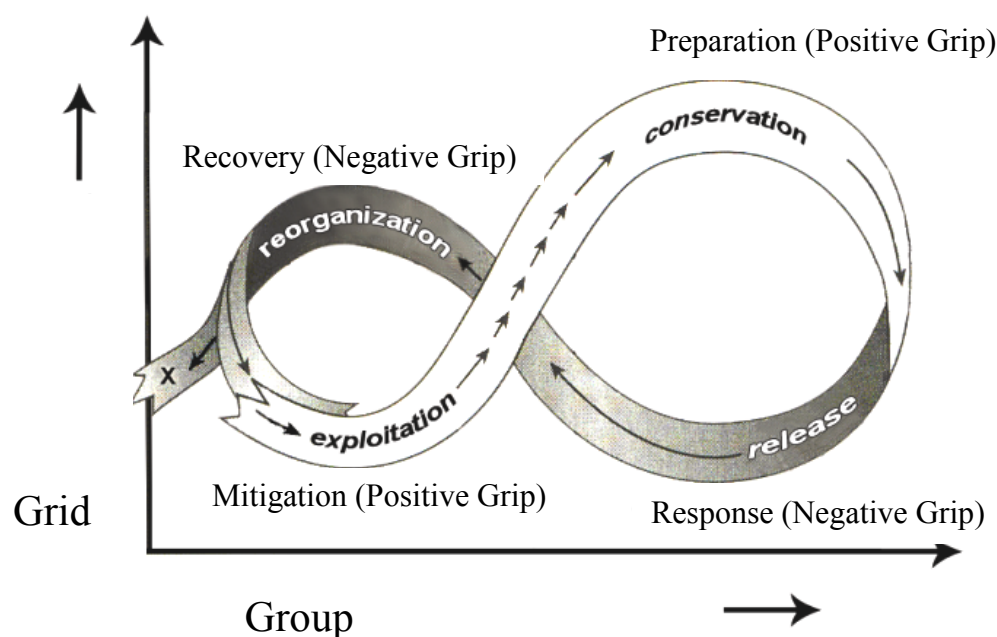 Preparation (Positive Grip)
conservation
Recovery (Negative Grip)
reorganization
x
exploitation
release
Mitigation (Positive Grip)
Response (Negative Grip)
Grid
Group